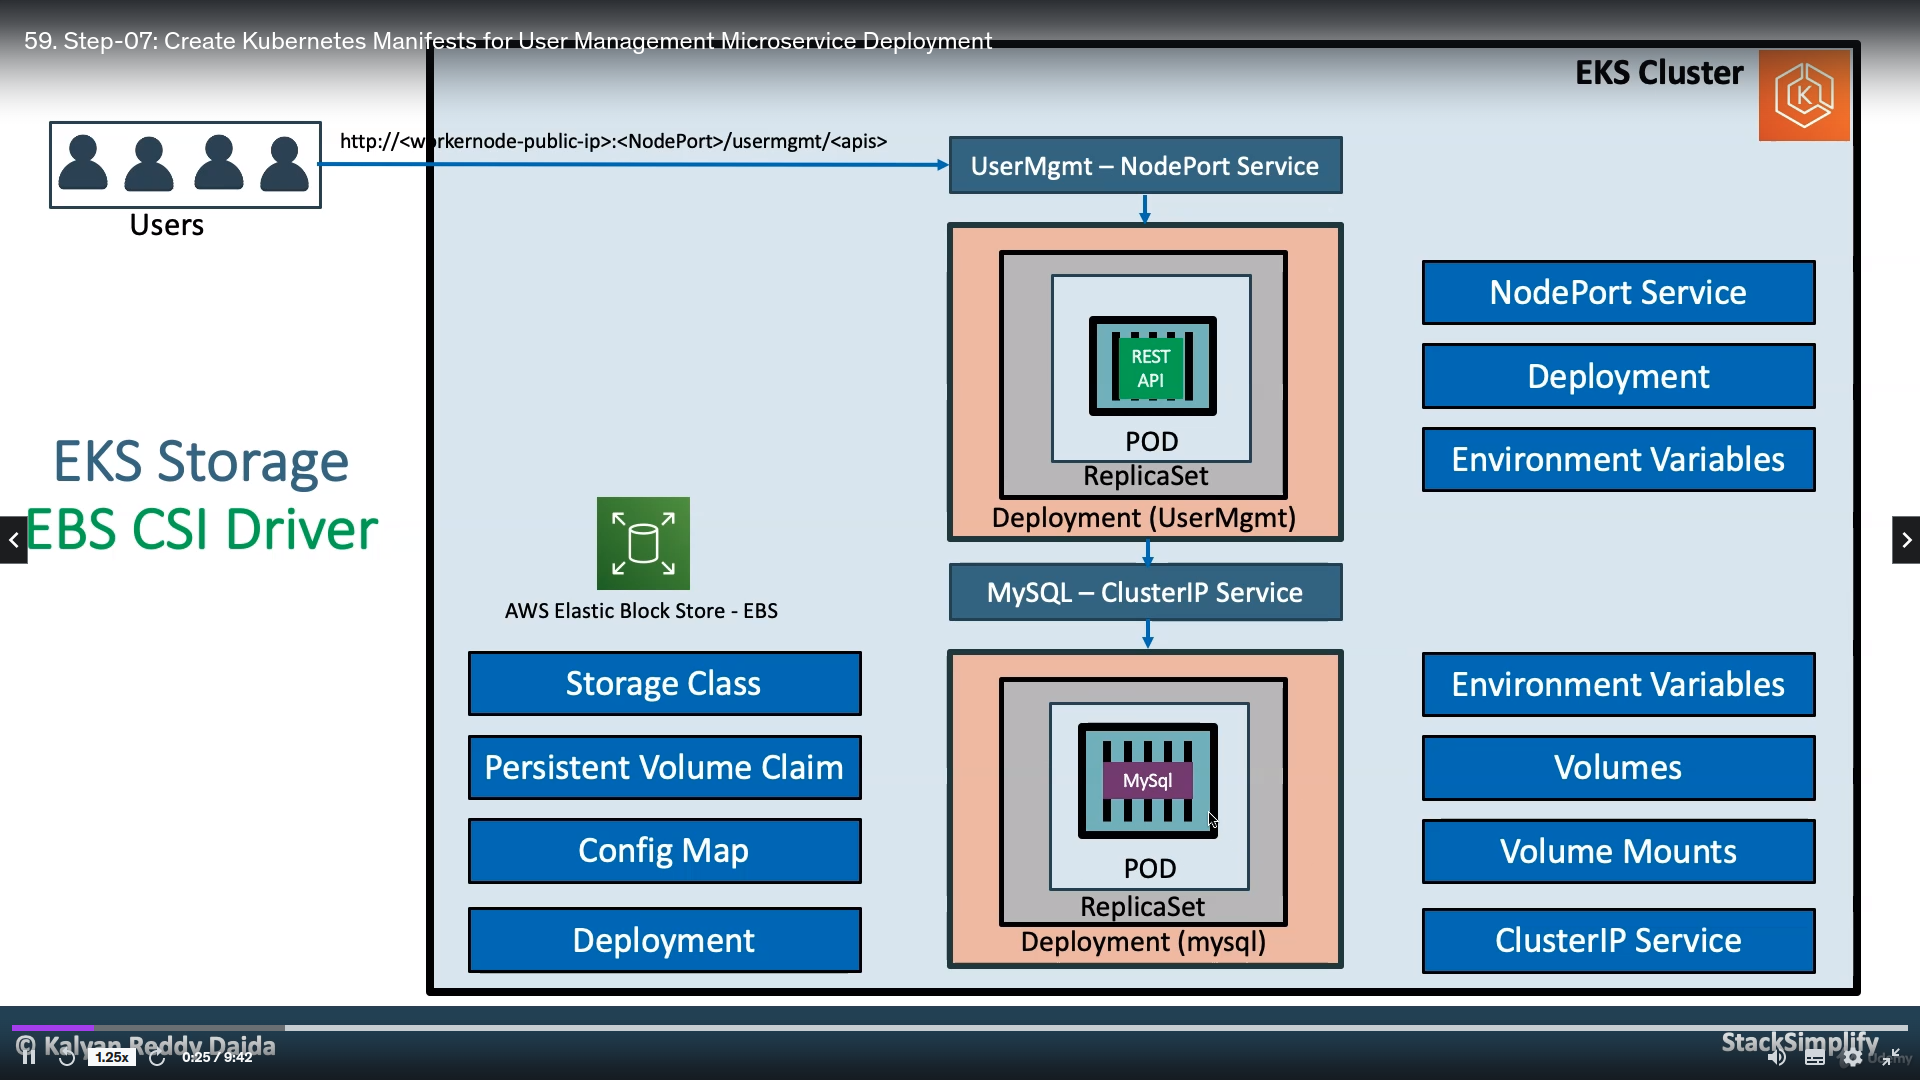 59. Step-07: Create Kubernetes Manifests for User Management Microservice Deployment
EKS Cluster
K
http://<workernode-public-ip>:<NodePort>/usermgmt/<apis>
Users
UserMgmt – NodePort Service
REST
API
POD
ReplicaSet
Deployment (UserMgmt)
NodePort Service
Deployment
Environment Variables
EKS Storage
EBS CSI Driver
AWS Elastic Block Store - EBS
MySQL – ClusterIP Service
Storage Class
Persistent Volume Claim
Config Map
Deployment
MySql
POD
ReplicaSet
Deployment (mysql)
Environment Variables
Volumes
Volume Mounts
ClusterIP Service
© Kalyan Reddy Daida
StackSimplify
1.25x
0:25 / 9:42
Udemy